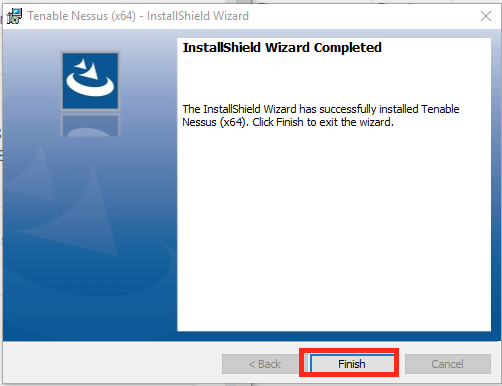 Tenable Nessus (x64) - InstallShield Wizard
InstallShield Wizard Completed
The InstallShield Wizard has successfully installed Tenable
Nessus (x64). Click Finish to exit the wizard.
< Back
Finish
Cancel